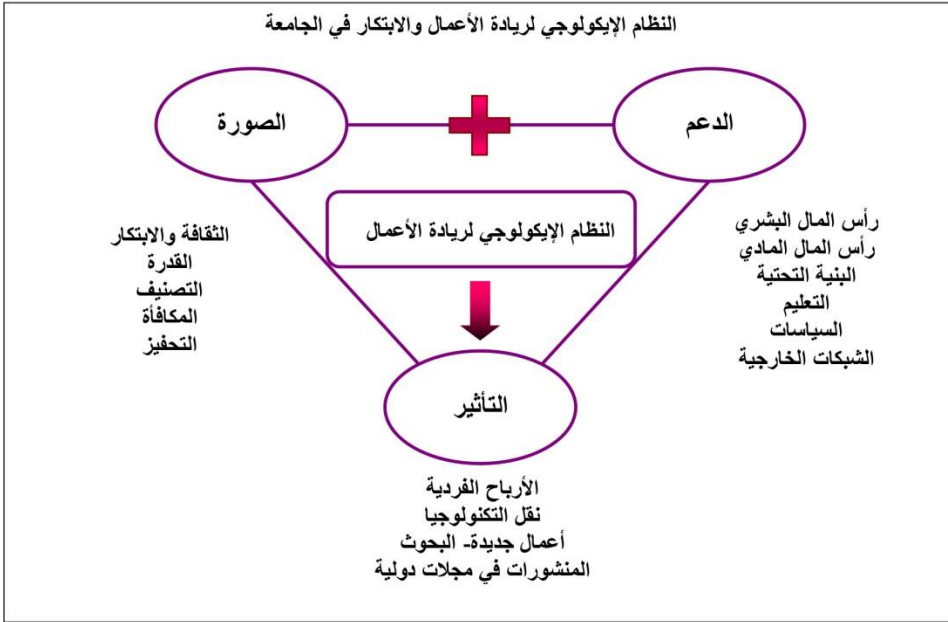 النظام الإيكولوجي لريادة الأعمال والابتكار في الجامعة
الدعم
الصورة
النظام الإيكولوجي لريادة الأعمال
رأس المال البشري
رأس المال المادي
البنية التحتية
التعليم
السياسات
الشبكات الخارجية
الثقافة والابتكار
القدرة
التصنيف
المكافأة
التحفيز
التأثير
الأرباح الفردية
نقل التكنولوجيا
أعمال جديدة- البحوث
المنشورات في مجلات دولية